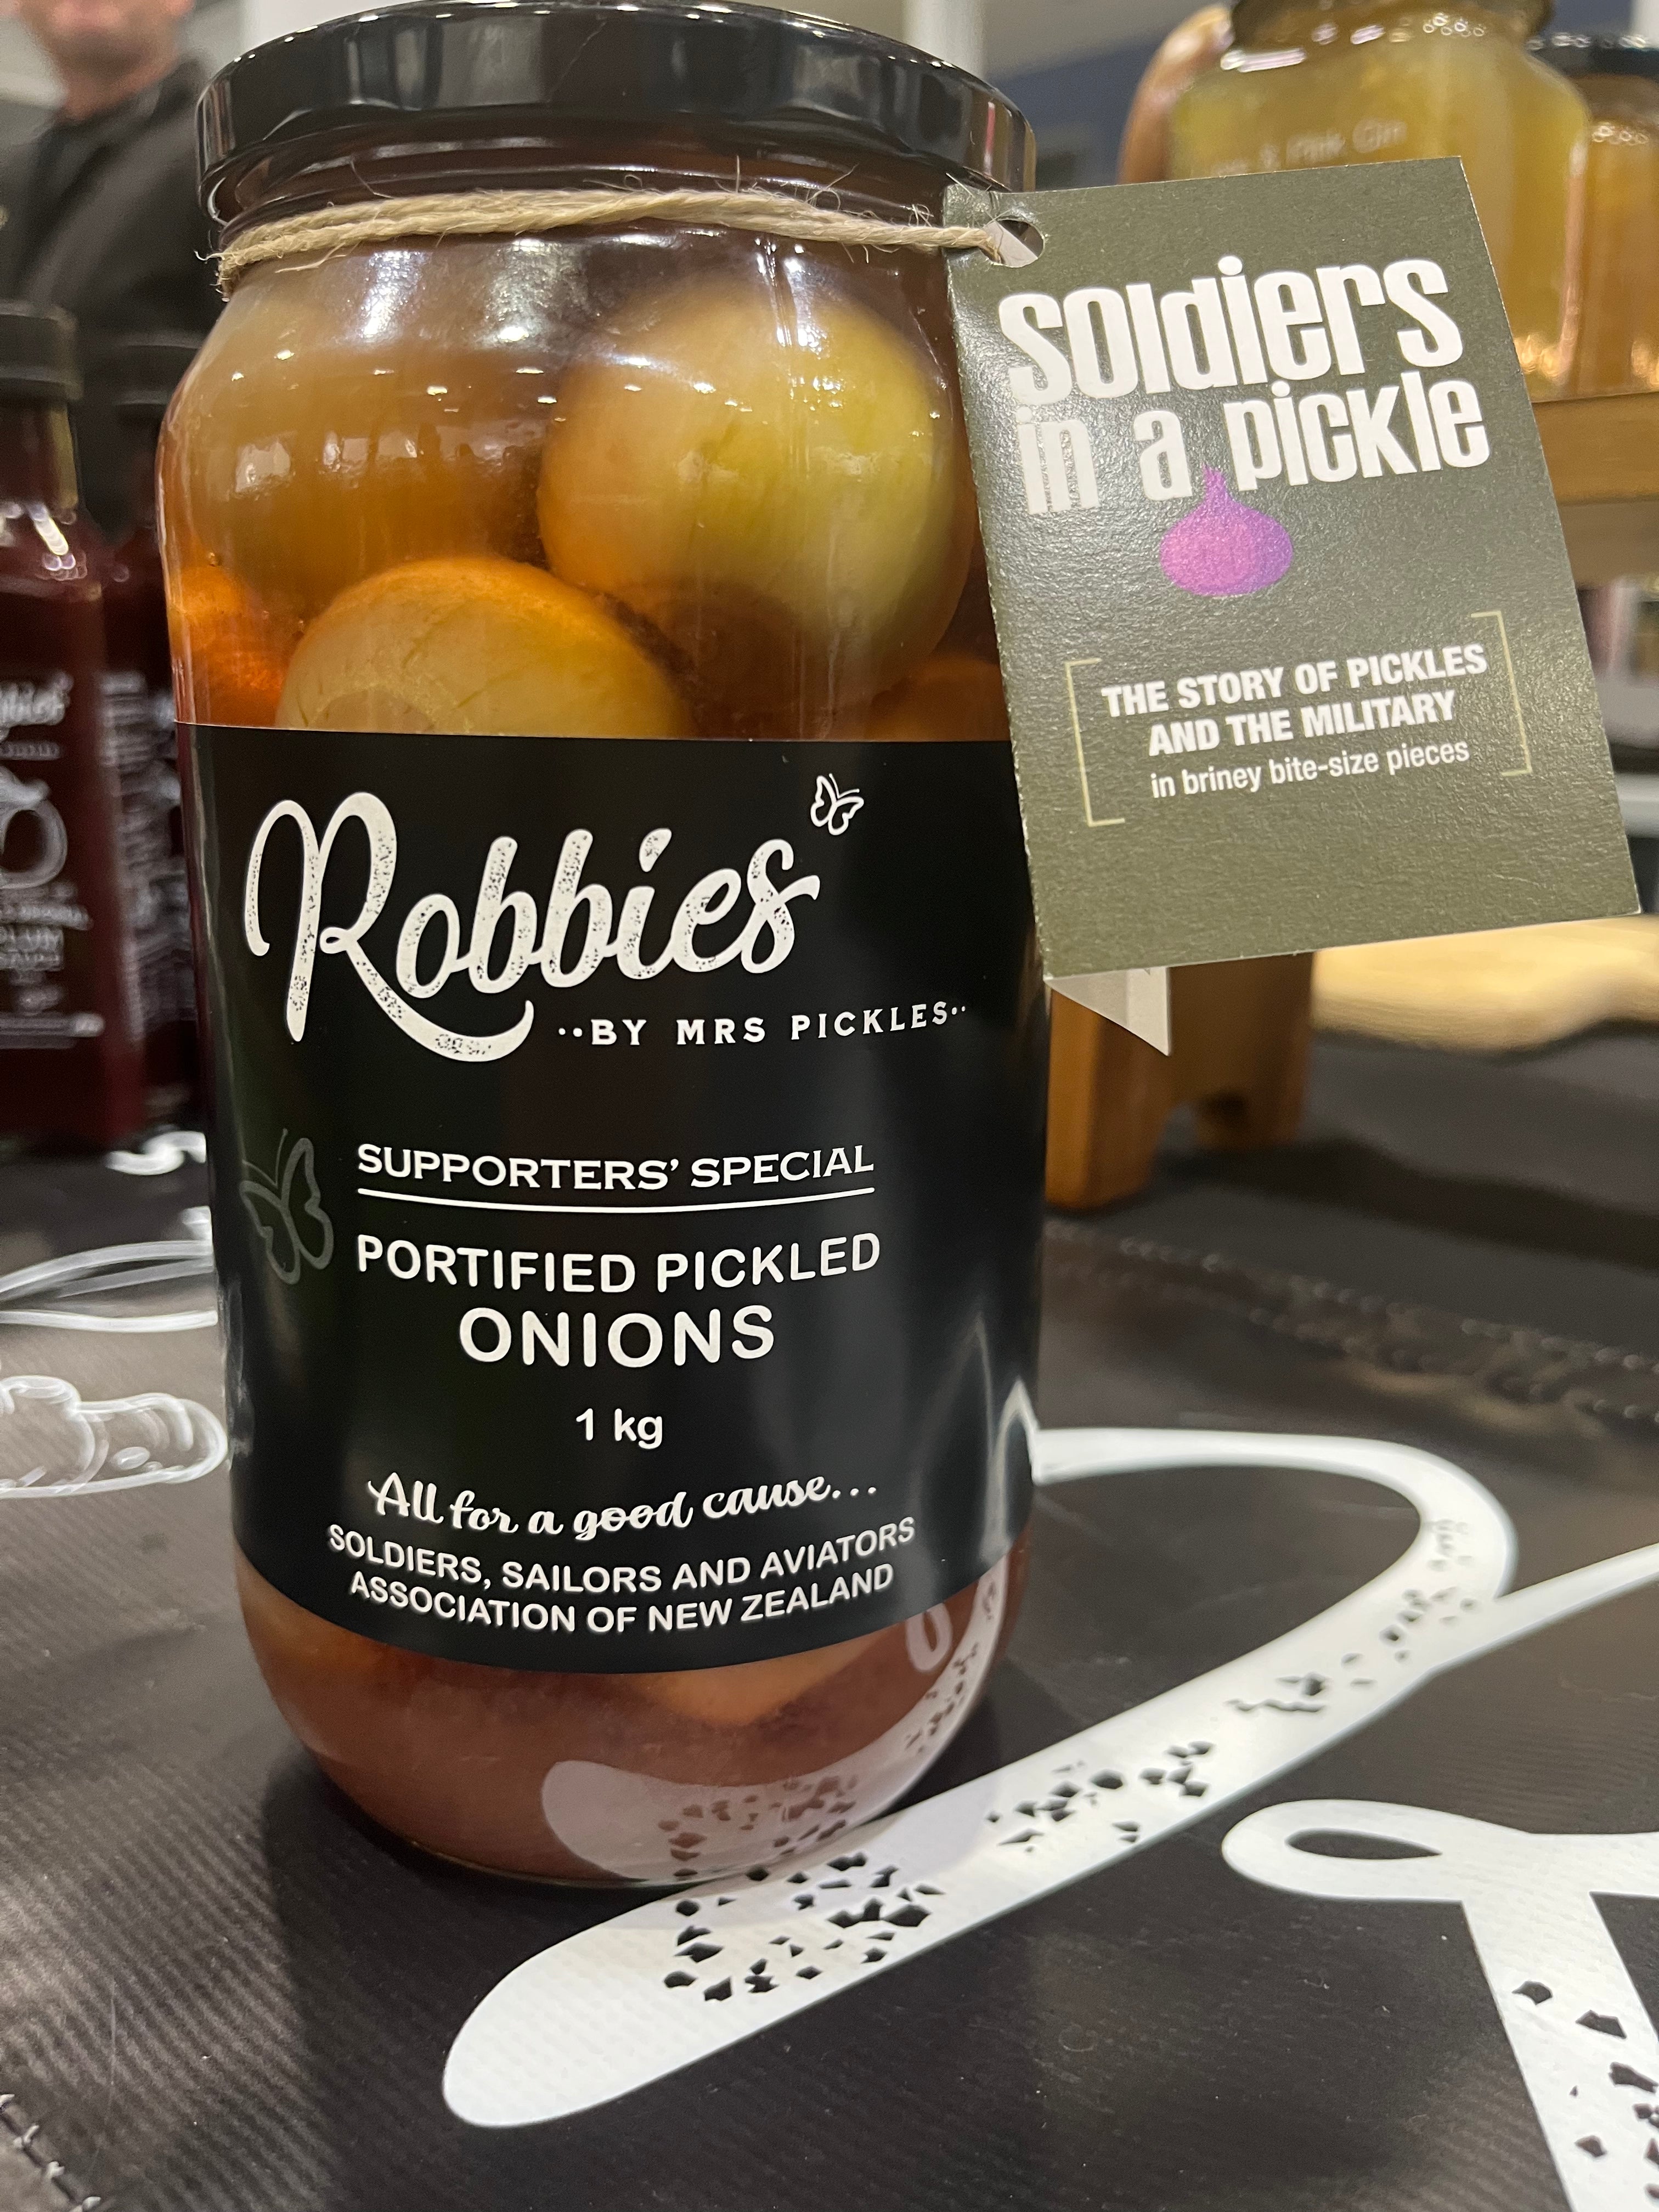 soldiers
in a pickle
THE STORY OF PICKLES
AND THE MILITARY
in briney bite-size pieces
Robbies
··BY MRS PICKLES··
SUPPORTERS' SPECIAL
PORTIFIED PICKLED
ONIONS
1 kg
All for a good cause...
SOLDIERS, SAILORS AND AVIATORS
ASSOCIATION OF NEW ZEALAND
Pink Gin